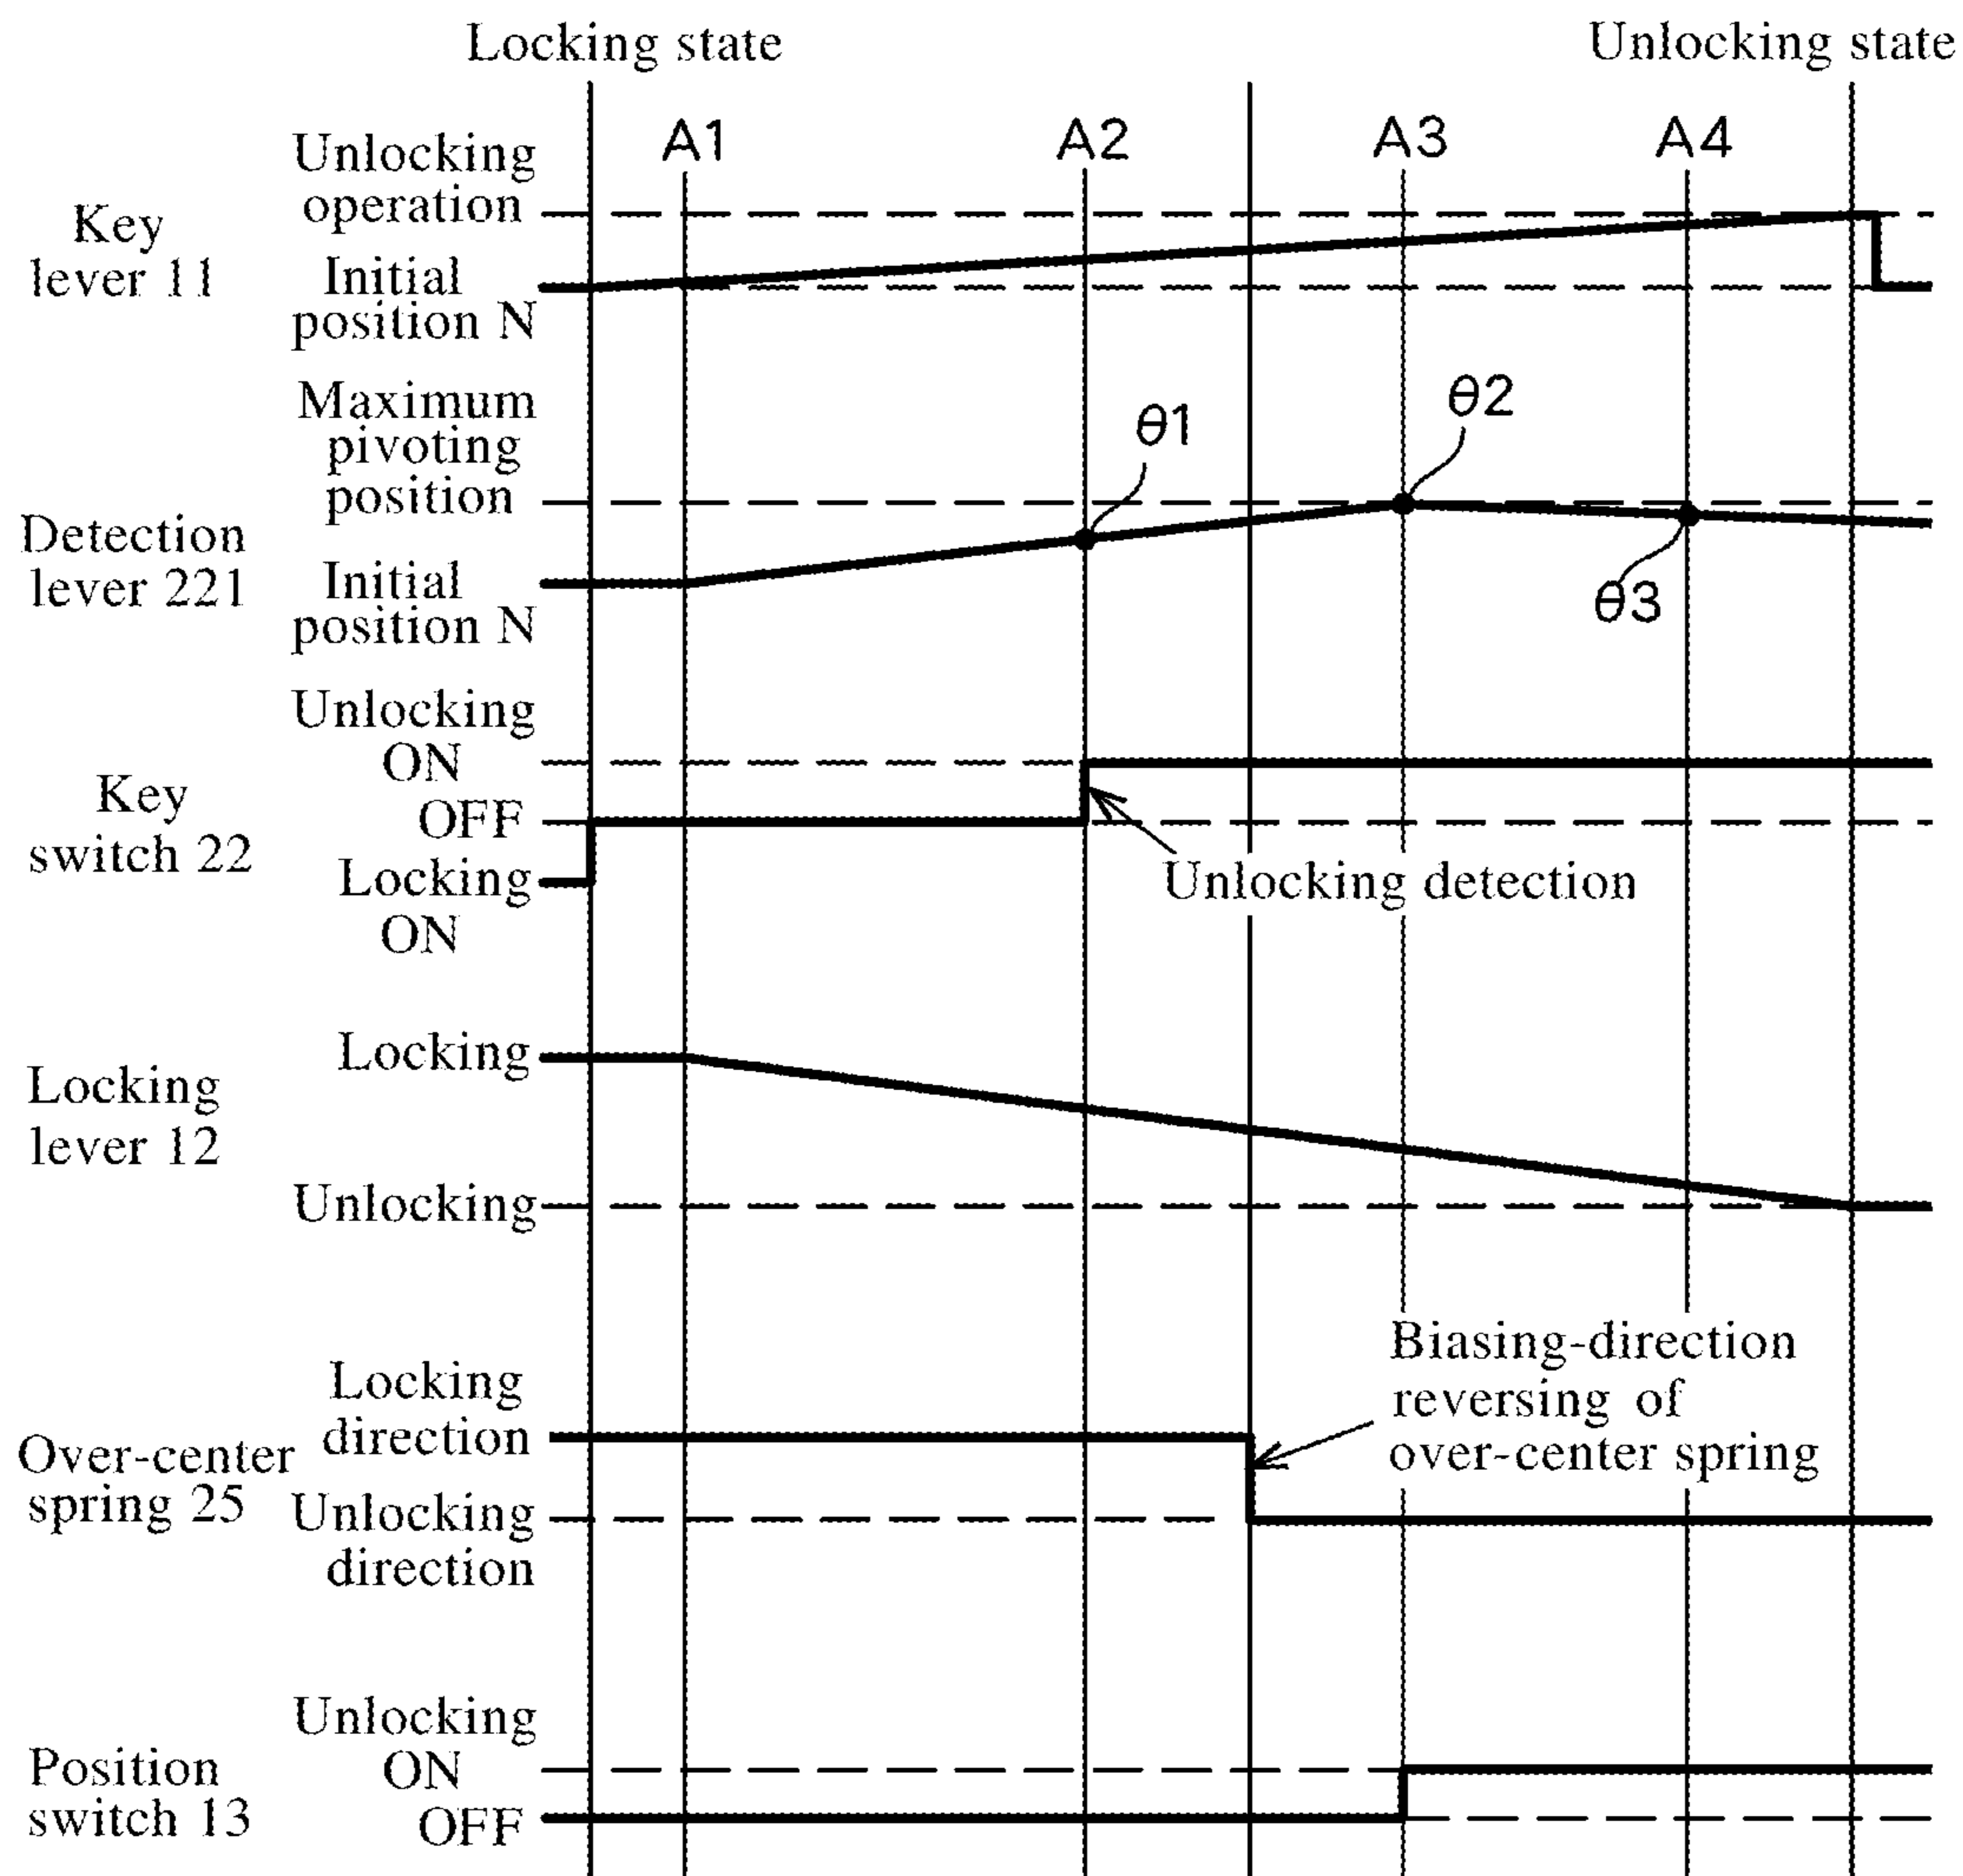 Locking state
Unlocking state
A1
A2
A3
A4
Unlocking
operation
Key
lever 11
Initial
position N
Maximum
pivoting
position
θ1
θ2
Detection
lever 221
Initial
position N
θ3
Unlocking
ON
Key
switch 22
OFF
Locking
ON
Unlocking detection
Locking
Locking
lever 12
Unlocking
Biasing-direction
reversing of
over-center spring
Locking
direction
Over-center
spring 25
Unlocking
direction
Unlocking
ON
Position
switch 13
OFF